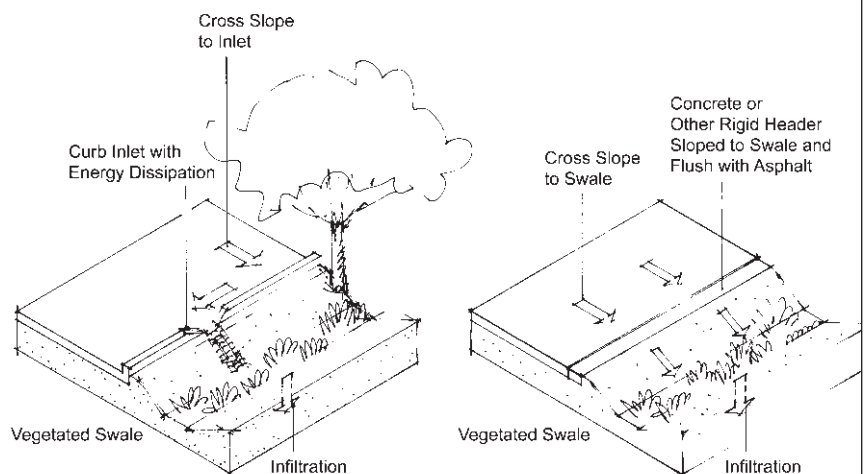 Cross Slope
to Inlet
Curb Inlet with
Energy Dissipation
Vegetated Swale
Infiltration
Concrete or
Other Rigid Header
Sloped to Swale and
Flush with Asphalt
Cross Slope
to Swale
Vegetated Swale
Infiltration